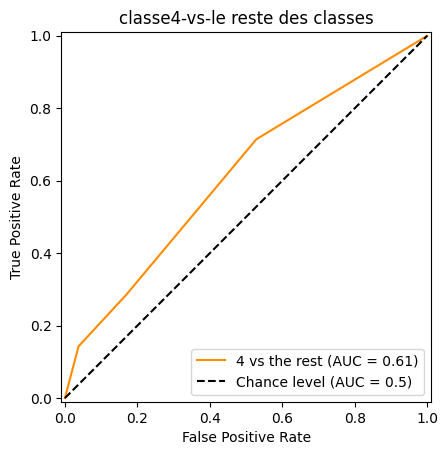 classe4-vs-le reste des classes
1.0
0.8
0.6
0.4
0.2
0.0
True Positive Rate
4 vs the rest (AUC = 0.61)
Chance level (AUC = 0.5)
0.0 0.2 0.4 0.6 0.8 1.0
False Positive Rate